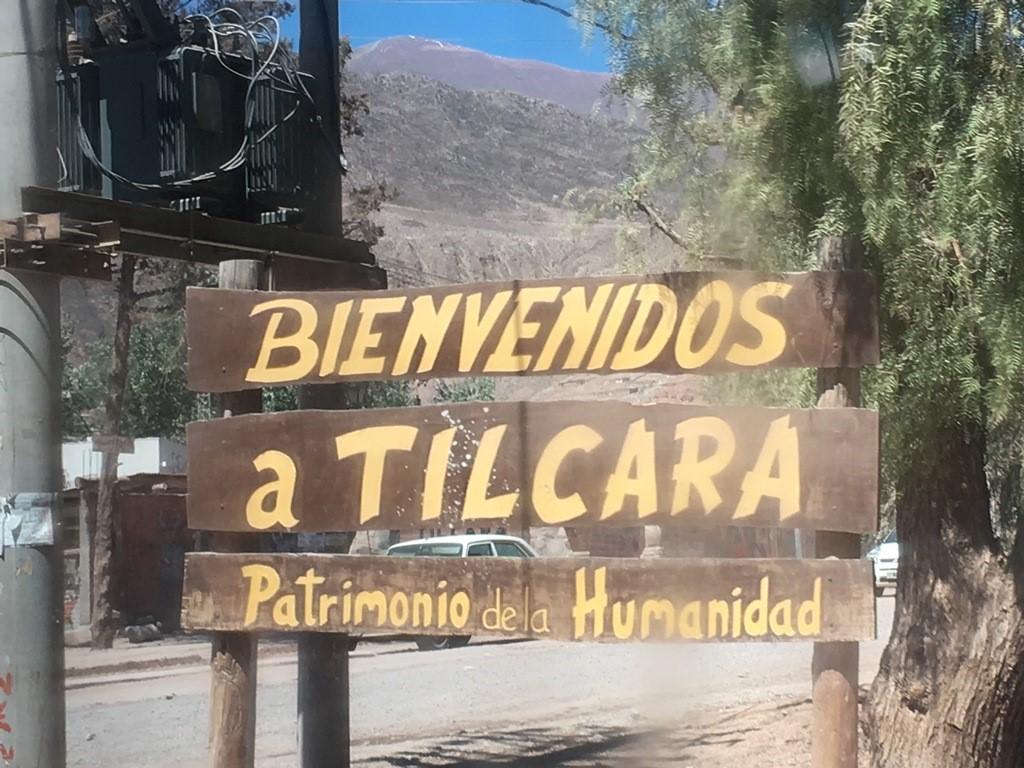 BIENVENIDOS
a TILCARA
Patrimonio de la Humanidad